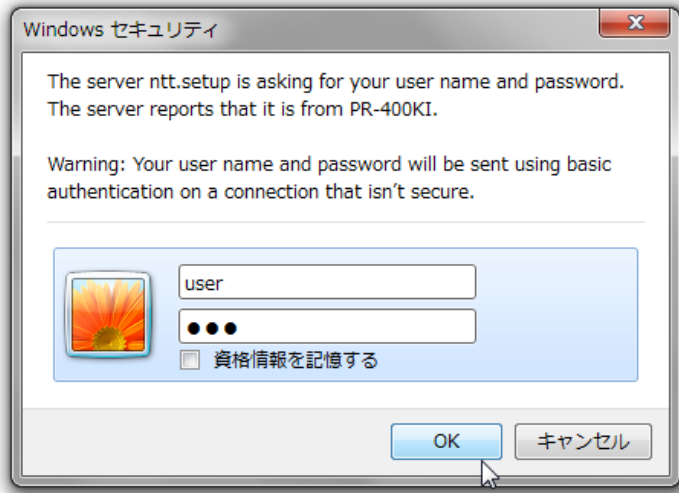 Windows セキュリティ
The server ntt.setup is asking for your user name and password.
The server reports that it is from PR-400KI.
Warning: Your user name and password will be sent using basic
authentication on a connection that isn't secure.
user
●●●
資格情報を記憶する
OK
キャンセル